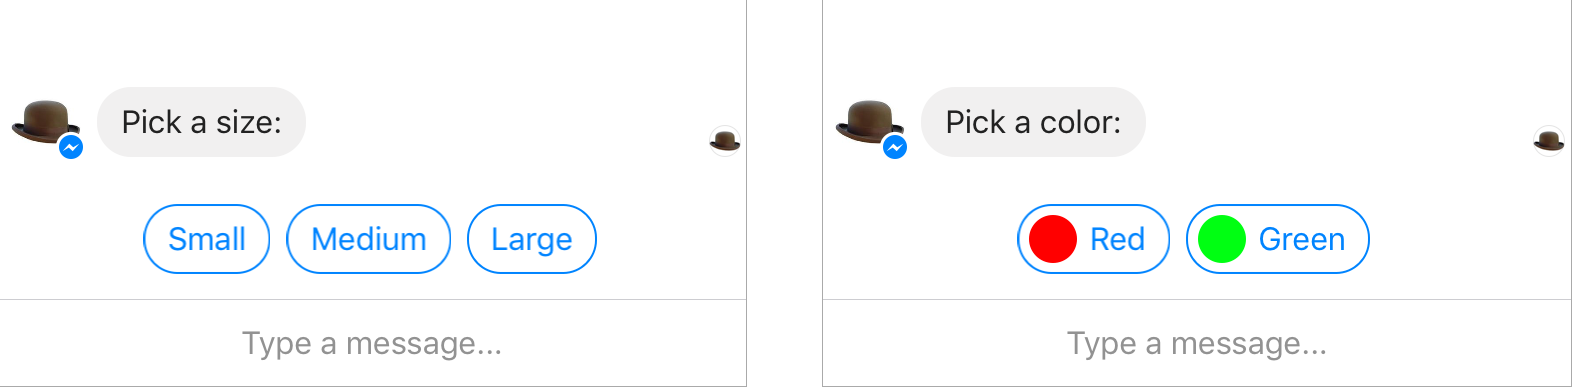 Pick a size:
Small
Medium
Large
Type a message...
Pick a color:
Red
Green
Type a message...